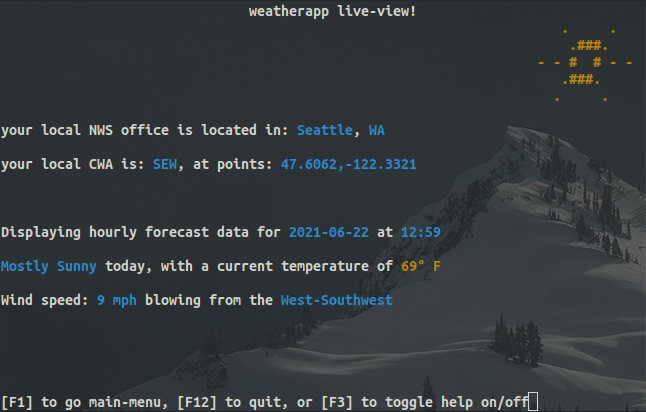 weatherapp live-view!
.     .
.###.
- - #  # - -
.###.
.     .
your local NWS office is located in: Seattle, WA
your local CWA is: SEW, at points: 47.6062,-122.3321
Displaying hourly forecast data for 2021-06-22 at 12:59
Mostly Sunny today, with a current temperature of 69° F
Wind speed: 9 mph blowing from the West-Southwest
[F1] to go main-menu, [F12] to quit, or [F3] to toggle help on/off